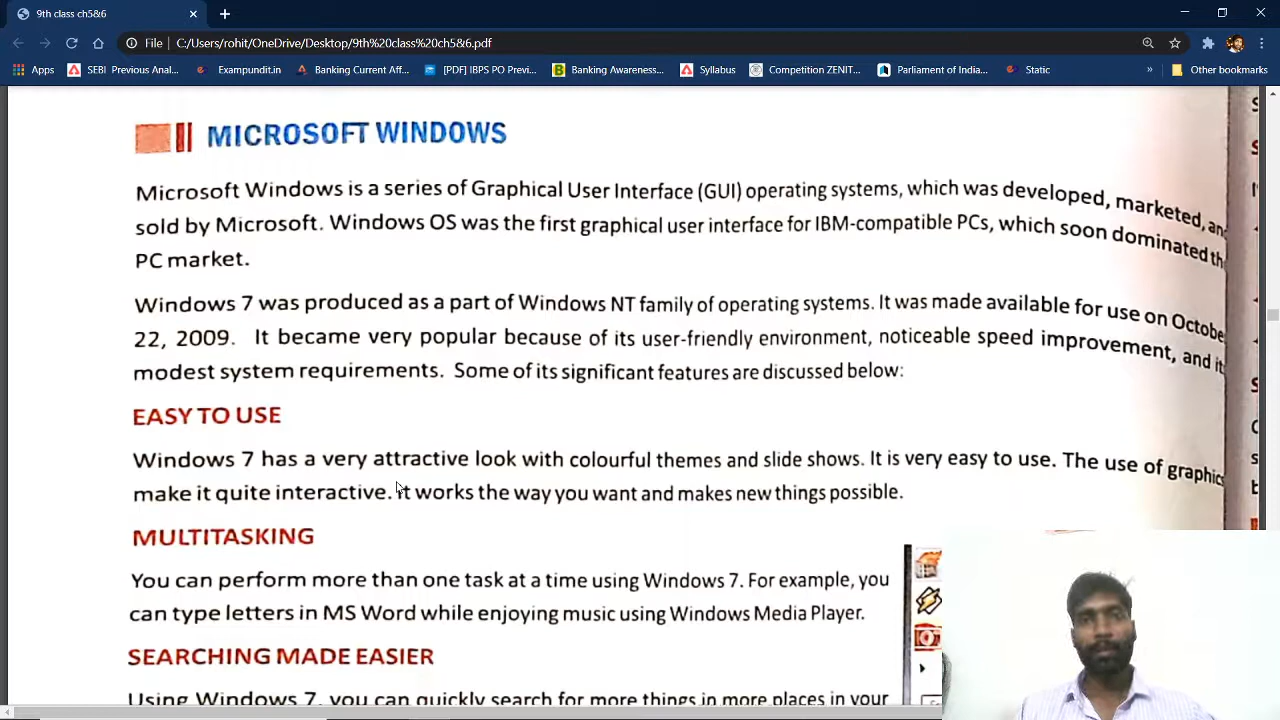 9th class ch5&6
File C:/Users/rohit/OneDrive/Desktop/9th%20class%20ch5&6.pdf
Apps SEBI Previous Anal... Exampundit.in Banking Current Aff... [PDF] IBPS PO Previ... Banking Awareness... Syllabus Competition ZENIT... Parliament of India... Static » Other bookmarks
MICROSOFT WINDOWS
Microsoft Windows is a series of Graphical User Interface (GUI) operating systems, which was developed, marketed, an
sold by Microsoft. Windows OS was the first graphical user interface for IBM-compatible PCs, which soon dominated th
PC market.
Windows 7 was produced as a part of Windows NT family of operating systems. It was made available for use on Octobe
22, 2009. It became very popular because of its user-friendly environment, noticeable speed improvement, and it
modest system requirements. Some of its significant features are discussed below:
EASY TO USE
Windows 7 has a very attractive look with colourful themes and slide shows. It is very easy to use. The use of graphics
make it quite interactive. It works the way you want and makes new things possible.
MULTITASKING
You can perform more than one task at a time using Windows 7. For example, you
can type letters in MS Word while enjoying music using Windows Media Player.
SEARCHING MADE EASIER
Using Windows 7, you can quickly search for more things in more places in your